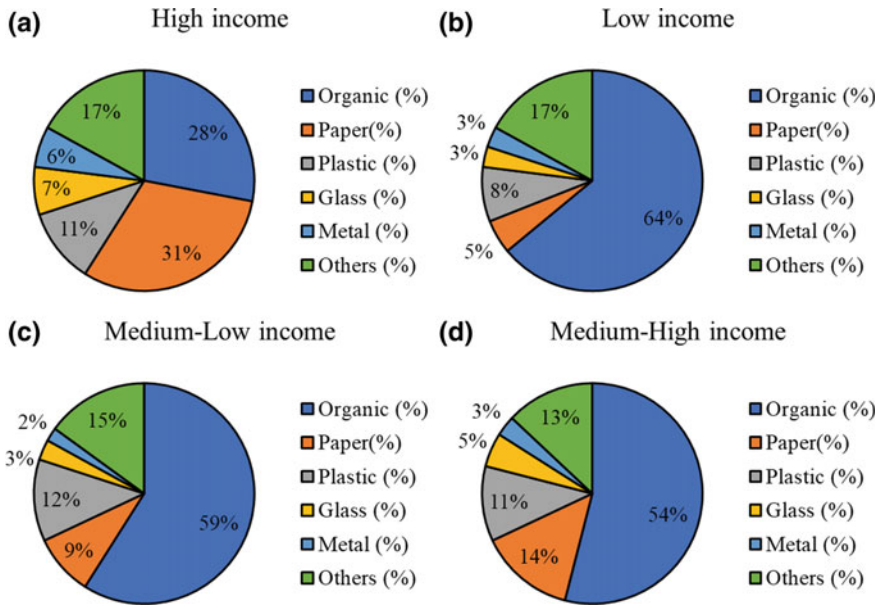 (a) High income
17%
28%
6%
7%
11%
31%
Organic (%)
Paper(%)
Plastic (%)
Glass (%)
Metal (%)
Others (%)
(b) Low income
3%
17%
3%
8%
64%
5%
Organic (%)
Paper(%)
Plastic (%)
Glass (%)
Metal (%)
Others (%)
(c) Medium-Low income
2%
15%
3%
12%
59%
9%
Organic (%)
Paper(%)
Plastic (%)
Glass (%)
Metal (%)
Others (%)
(d) Medium-High income
3%
13%
5%
11%
54%
14%
Organic (%)
Paper(%)
Plastic (%)
Glass (%)
Metal (%)
Others (%)